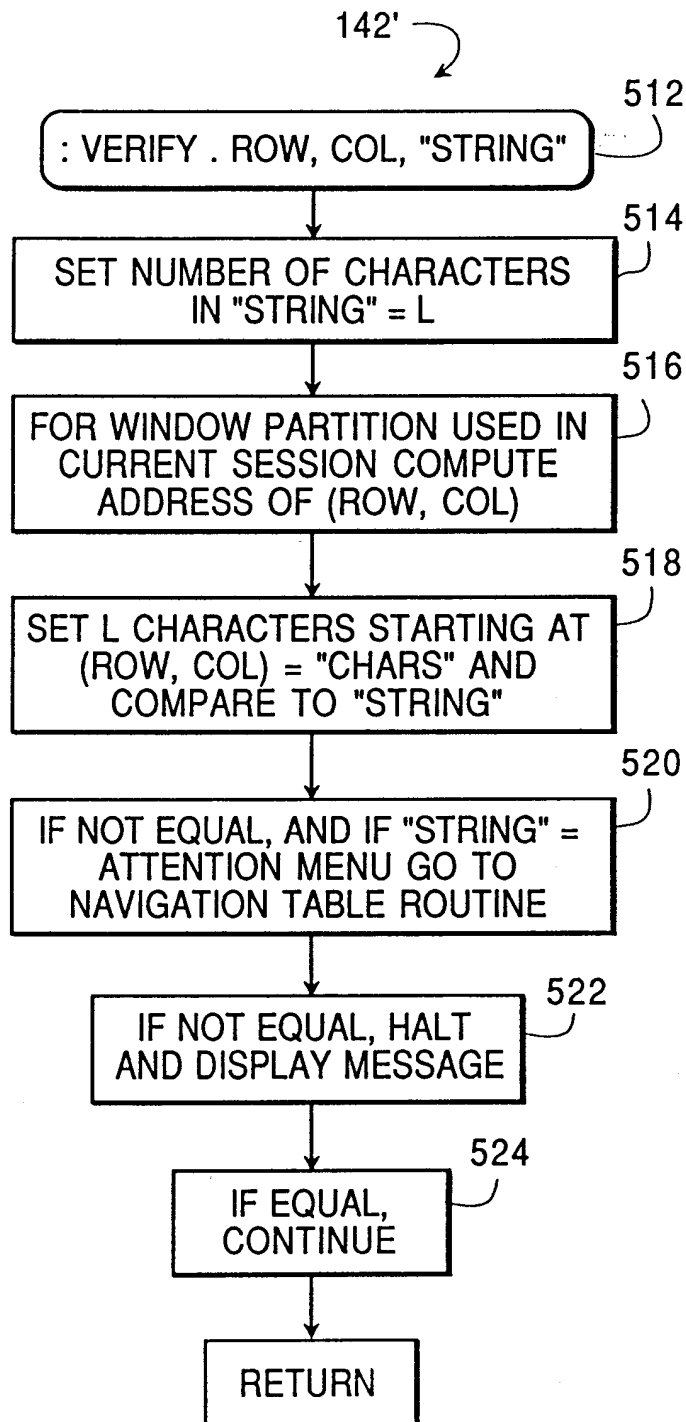 142'
512
: VERIFY . ROW, COL, "STRING"
514
SET NUMBER OF CHARACTERS
IN "STRING" = L
516
FOR WINDOW PARTITION USED IN
CURRENT SESSION COMPUTE
ADDRESS OF (ROW, COL)
518
SET L CHARACTERS STARTING AT
(ROW, COL) = "CHARS" AND
COMPARE TO "STRING"
520
IF NOT EQUAL, AND IF "STRING" =
ATTENTION MENU GO TO
NAVIGATION TABLE ROUTINE
522
IF NOT EQUAL, HALT
AND DISPLAY MESSAGE
524
IF EQUAL,
CONTINUE
RETURN